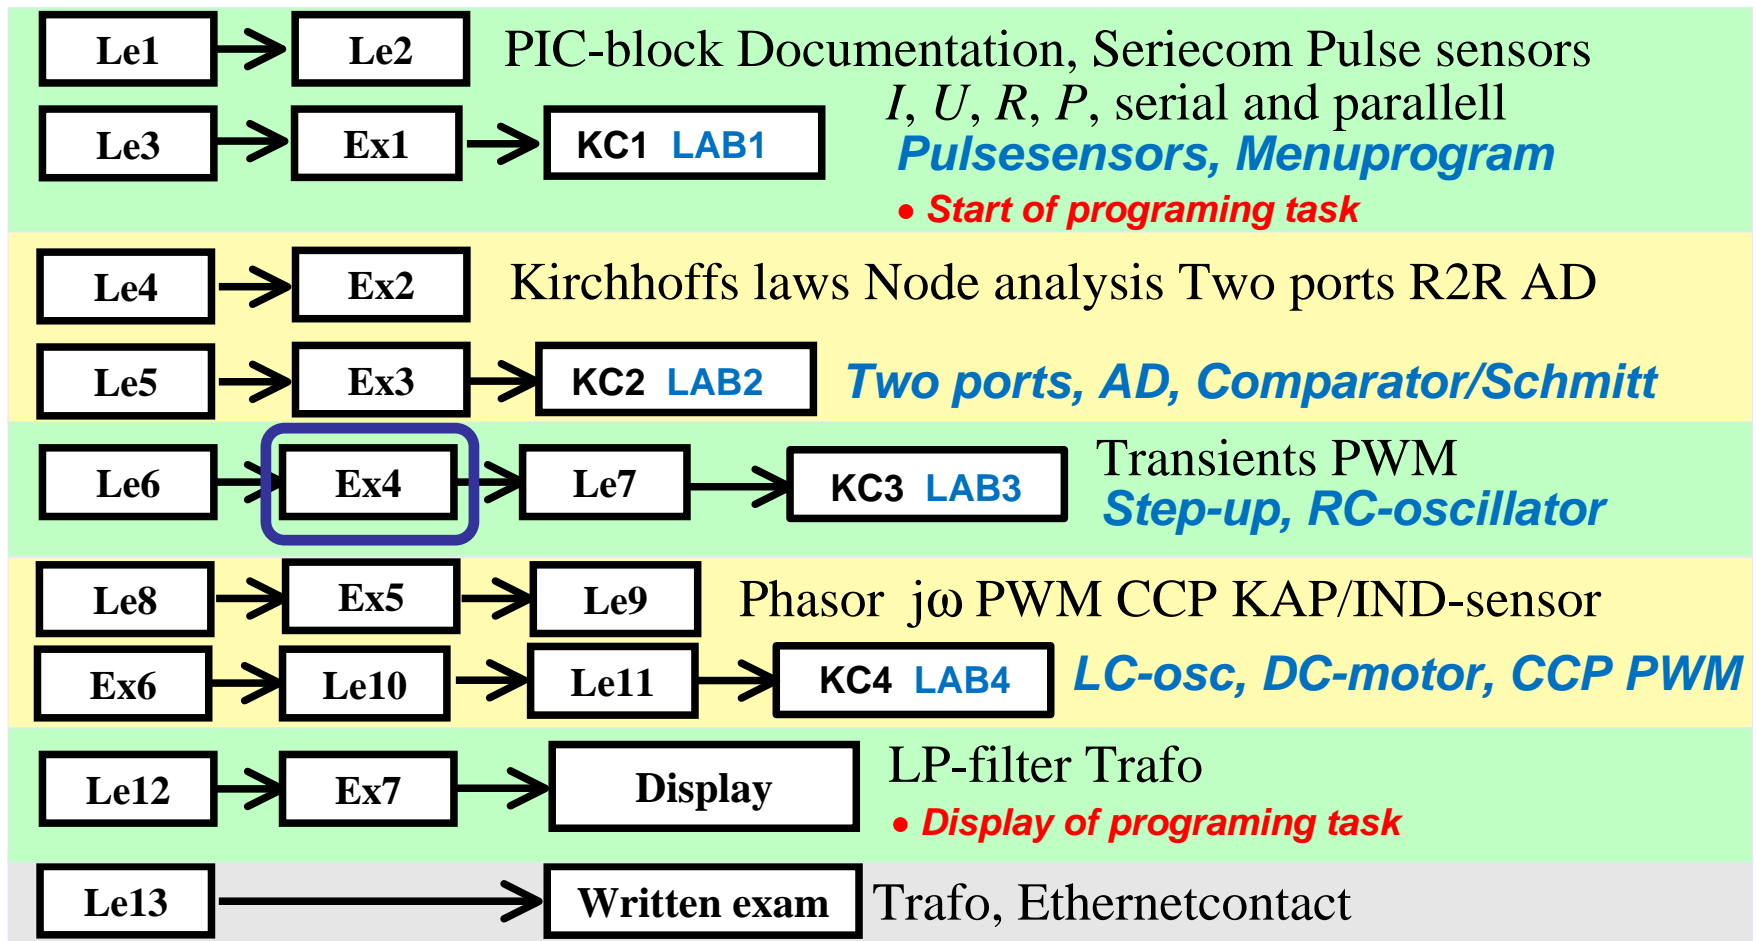 Le1 Le2 PIC-block Documentation, Seriecom Pulse sensors
I, U, R, P, serial and parallell
Le3 Ex1 KC1 LAB1 Pulsesensors, Menuprogram
• Start of programing task
Le4 Ex2 Kirchhoffs laws Node analysis Two ports R2R AD
Le5 Ex3 KC2 LAB2 Two ports, AD, Comparator/Schmitt
Le6 Ex4 Le7 KC3 LAB3 Transients PWM
Step-up, RC-oscillator
Le8 Ex5 Le9 Phasor jω PWM CCP KAP/IND-sensor
Ex6 Le10 Le11 KC4 LAB4 LC-osc, DC-motor, CCP PWM
Le12 Ex7 Display LP-filter Trafo
• Display of programing task
Le13 Written exam Trafo, Ethernetcontact